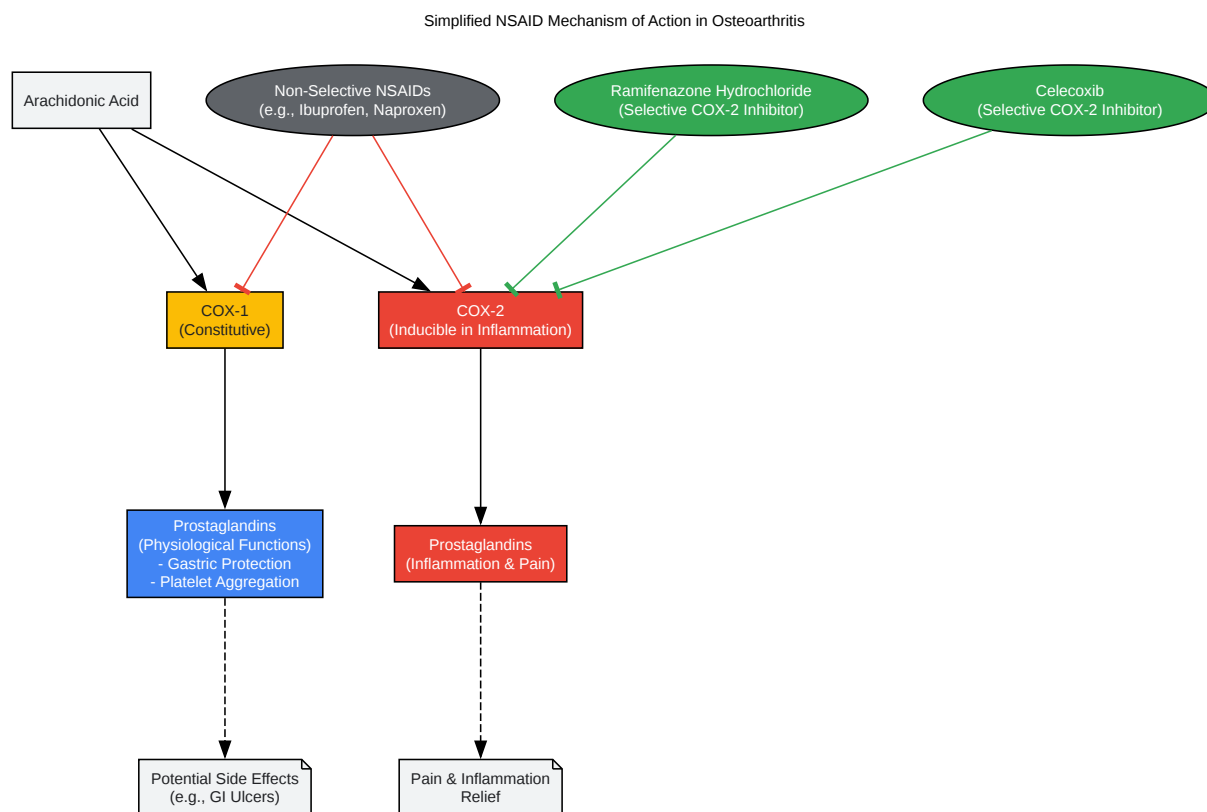 Simplified NSAID Mechanism of Action in Osteoarthritis
Arachidonic Acid
Non-Selective NSAIDs
(e.g., Ibuprofen, Naproxen)
Ramifenazone Hydrochloride
(Selective COX-2 Inhibitor)
Celecoxib
(Selective COX-2 Inhibitor)
COX-1
(Constitutive)
COX-2
(Inducible in Inflammation)
Prostaglandins
(Physiological Functions)
- Gastric Protection
- Platelet Aggregation
Prostaglandins
(Inflammation & Pain)
Potential Side Effects
(e.g., GI Ulcers)
Pain & Inflammation
Relief